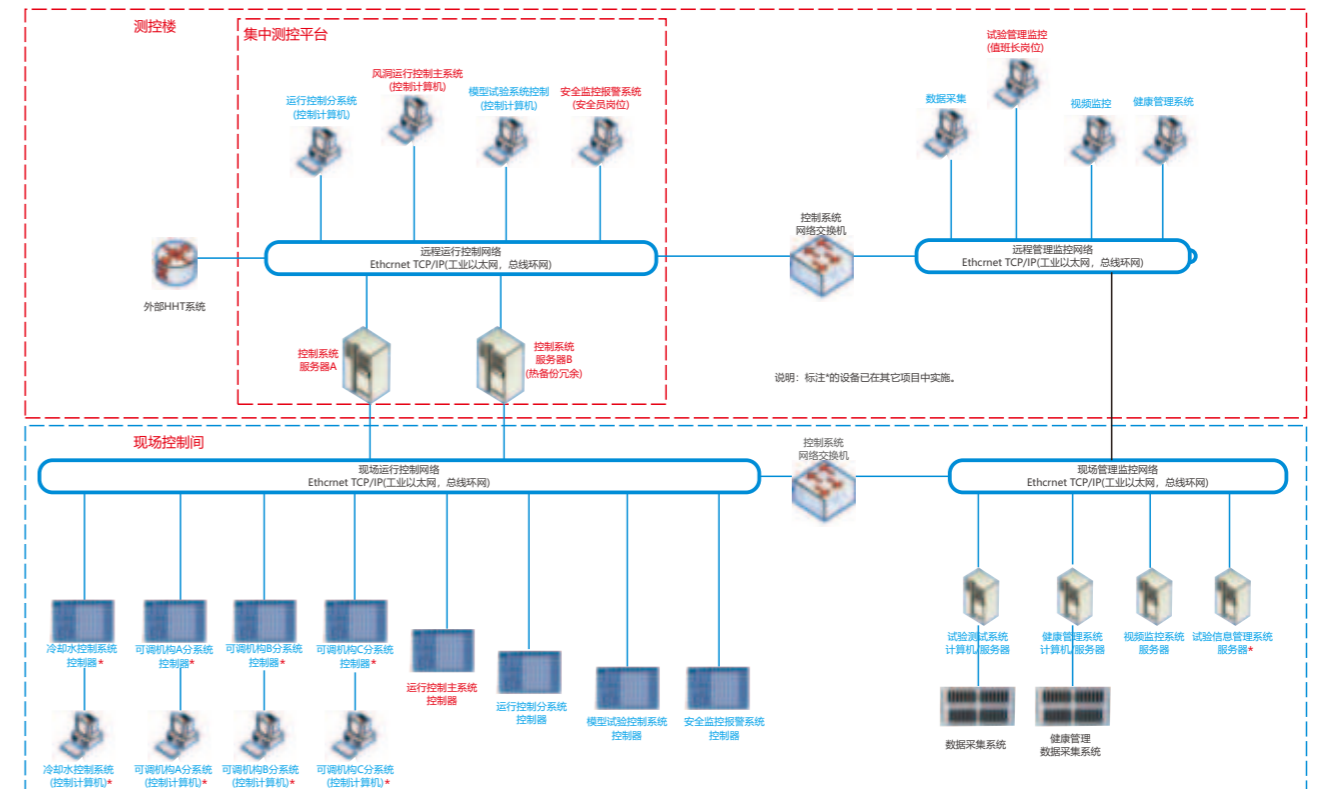 测控楼
集中测控平台
风洞运行控制主系统
(控制计算机)
运行控制分系统
(控制计算机)
模型试验系统控制
(控制计算机)
安全监控报警系统
(安全员岗位)
试验管理监控
(值班长岗位)
数据采集
视频监控
健康管理系统
控制系统
网络交换机
远程运行控制网络
Ethcrnet TCP/IP(工业以太网，总线环网)
远程管理监控网络
Ethcrnet TCP/IP(工业以太网，总线环网)
外部HHT系统
控制系统
服务器A
控制系统
服务器B
(热备份冗余)
说明：标注*的设备已在其它项目中实施。
现场控制间
控制系统
网络交换机
现场运行控制网络
Ethcrnet TCP/IP(工业以太网，总线环网)
现场管理监控网络
Ethcrnet TCP/IP(工业以太网，总线环网)
冷却水控制系统
控制器*
可调机构A分系统
控制器*
可调机构B分系统
控制器*
可调机构C分系统
控制器*
运行控制主系统
控制器
运行控制分系统
控制器
模型试验控制系统
控制器
安全监控报警系统
控制器
试验测试系统
计算机/服务器
健康管理系统
计算机/服务器
视频监控系统
服务器
试验信息管理系统
服务器*
数据采集系统
健康管理
数据采集系统
冷却水控制系统
(控制计算机)*
可调机构A分系统
(控制计算机)*
可调机构B分系统
(控制计算机)*
可调机构C分系统
(控制计算机)*